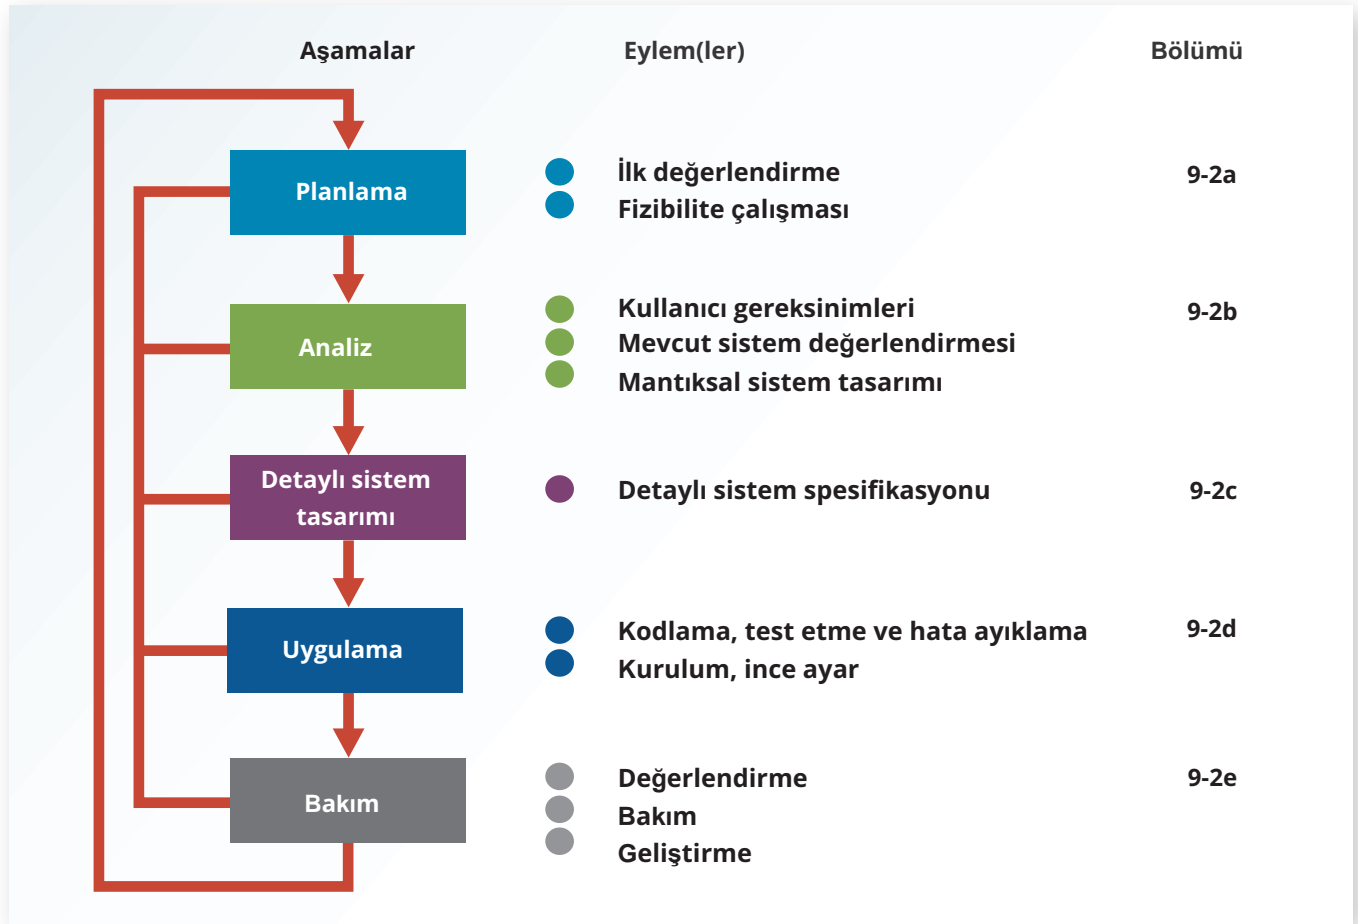 Aşamalar Eylem(ler) Bölümü
Planlama
İlk değerlendirme
Fizibilite çalışması
9-2a
Analiz
Kullanıcı gereksinimleri
Mevcut sistem değerlendirmesi
Mantıksal sistem tasarımı
9-2b
Detaylı sistem
tasarımı
Detaylı sistem spesifikasyonu
9-2c
Uygulama
Kodlama, test etme ve hata ayıklama
Kurulum, ince ayar
9-2d
Bakım
Değerlendirme
Bakım
Geliştirme
9-2e